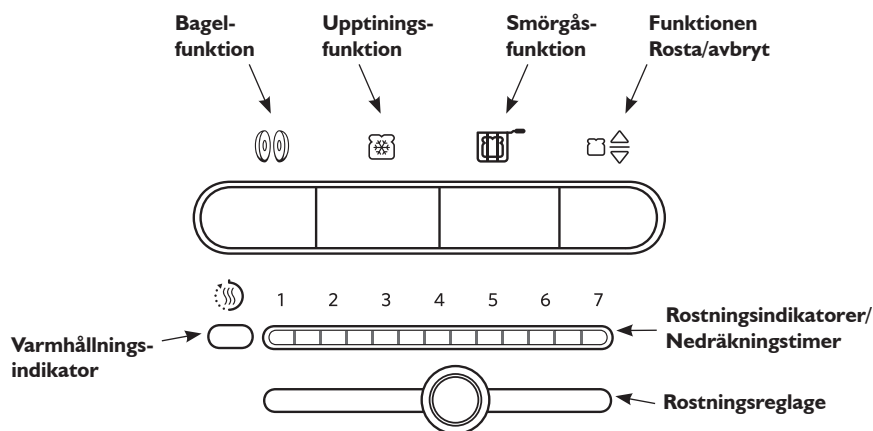 Bagel-
funktion
Upptinings-
funktion
Smörgås-
funktion
Funktionen
Rosta/avbryt
1 2 3 4 5 6 7
Varmhållnings-
indikator
Rostningsindikatorer/
Nedräkningstimer
Rostningsreglage